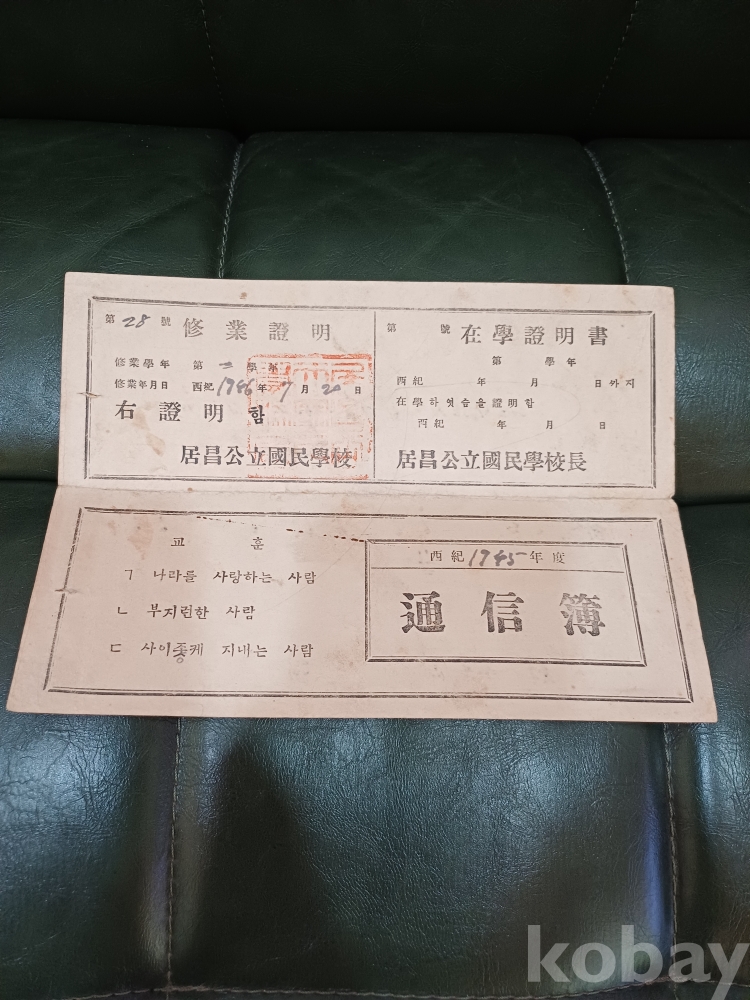 第 28 號 修業證明
修業學年 第 二 學年
修業年月日 西紀 1946年 7月 20日
右證明함
居昌公立國民學校
第 號 在學證明書
第 學年
西紀 年 月 日까지
在學하엿슴을證明함
西紀 年 月 日
居昌公立國民學校長
교 훈
ㄱ 나라를 사랑하는 사람
ㄴ 부지런한 사람
ㄷ 사이좋게 지내는 사람
西紀 1945年度
通信簿
kobay